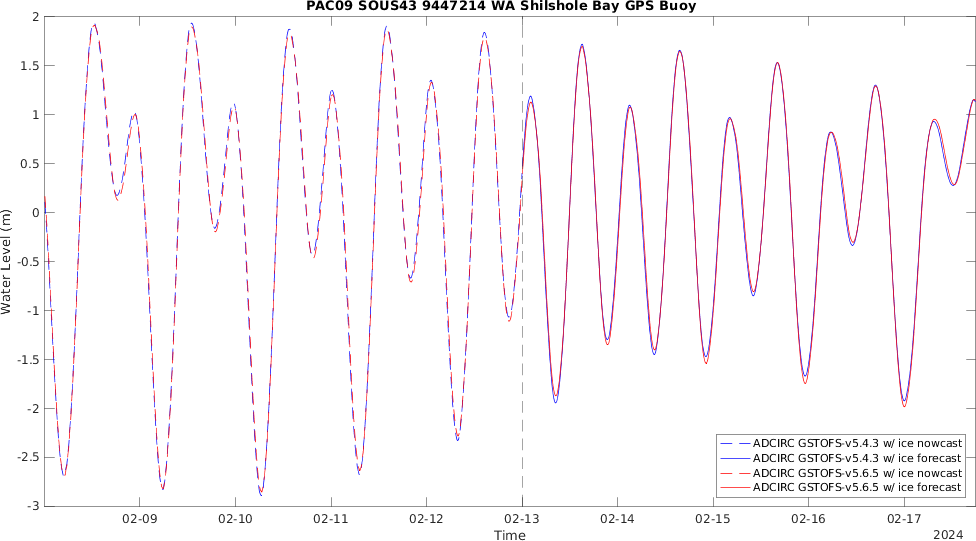 PAC09 SOUS43 9447214 WA Shilshole Bay GPS Buoy
2
1.5
1
0.5
0
-0.5
-1
-1.5
-2
-2.5
-3
Water Level (m)
ADCIRC GSTOFS-v5.4.3 w/ ice nowcast
ADCIRC GSTOFS-v5.4.3 w/ ice forecast
ADCIRC GSTOFS-v5.6.5 w/ ice nowcast
ADCIRC GSTOFS-v5.6.5 w/ ice forecast
02-09 02-10 02-11 02-12 02-13 02-14 02-15 02-16 02-17
Time
2024